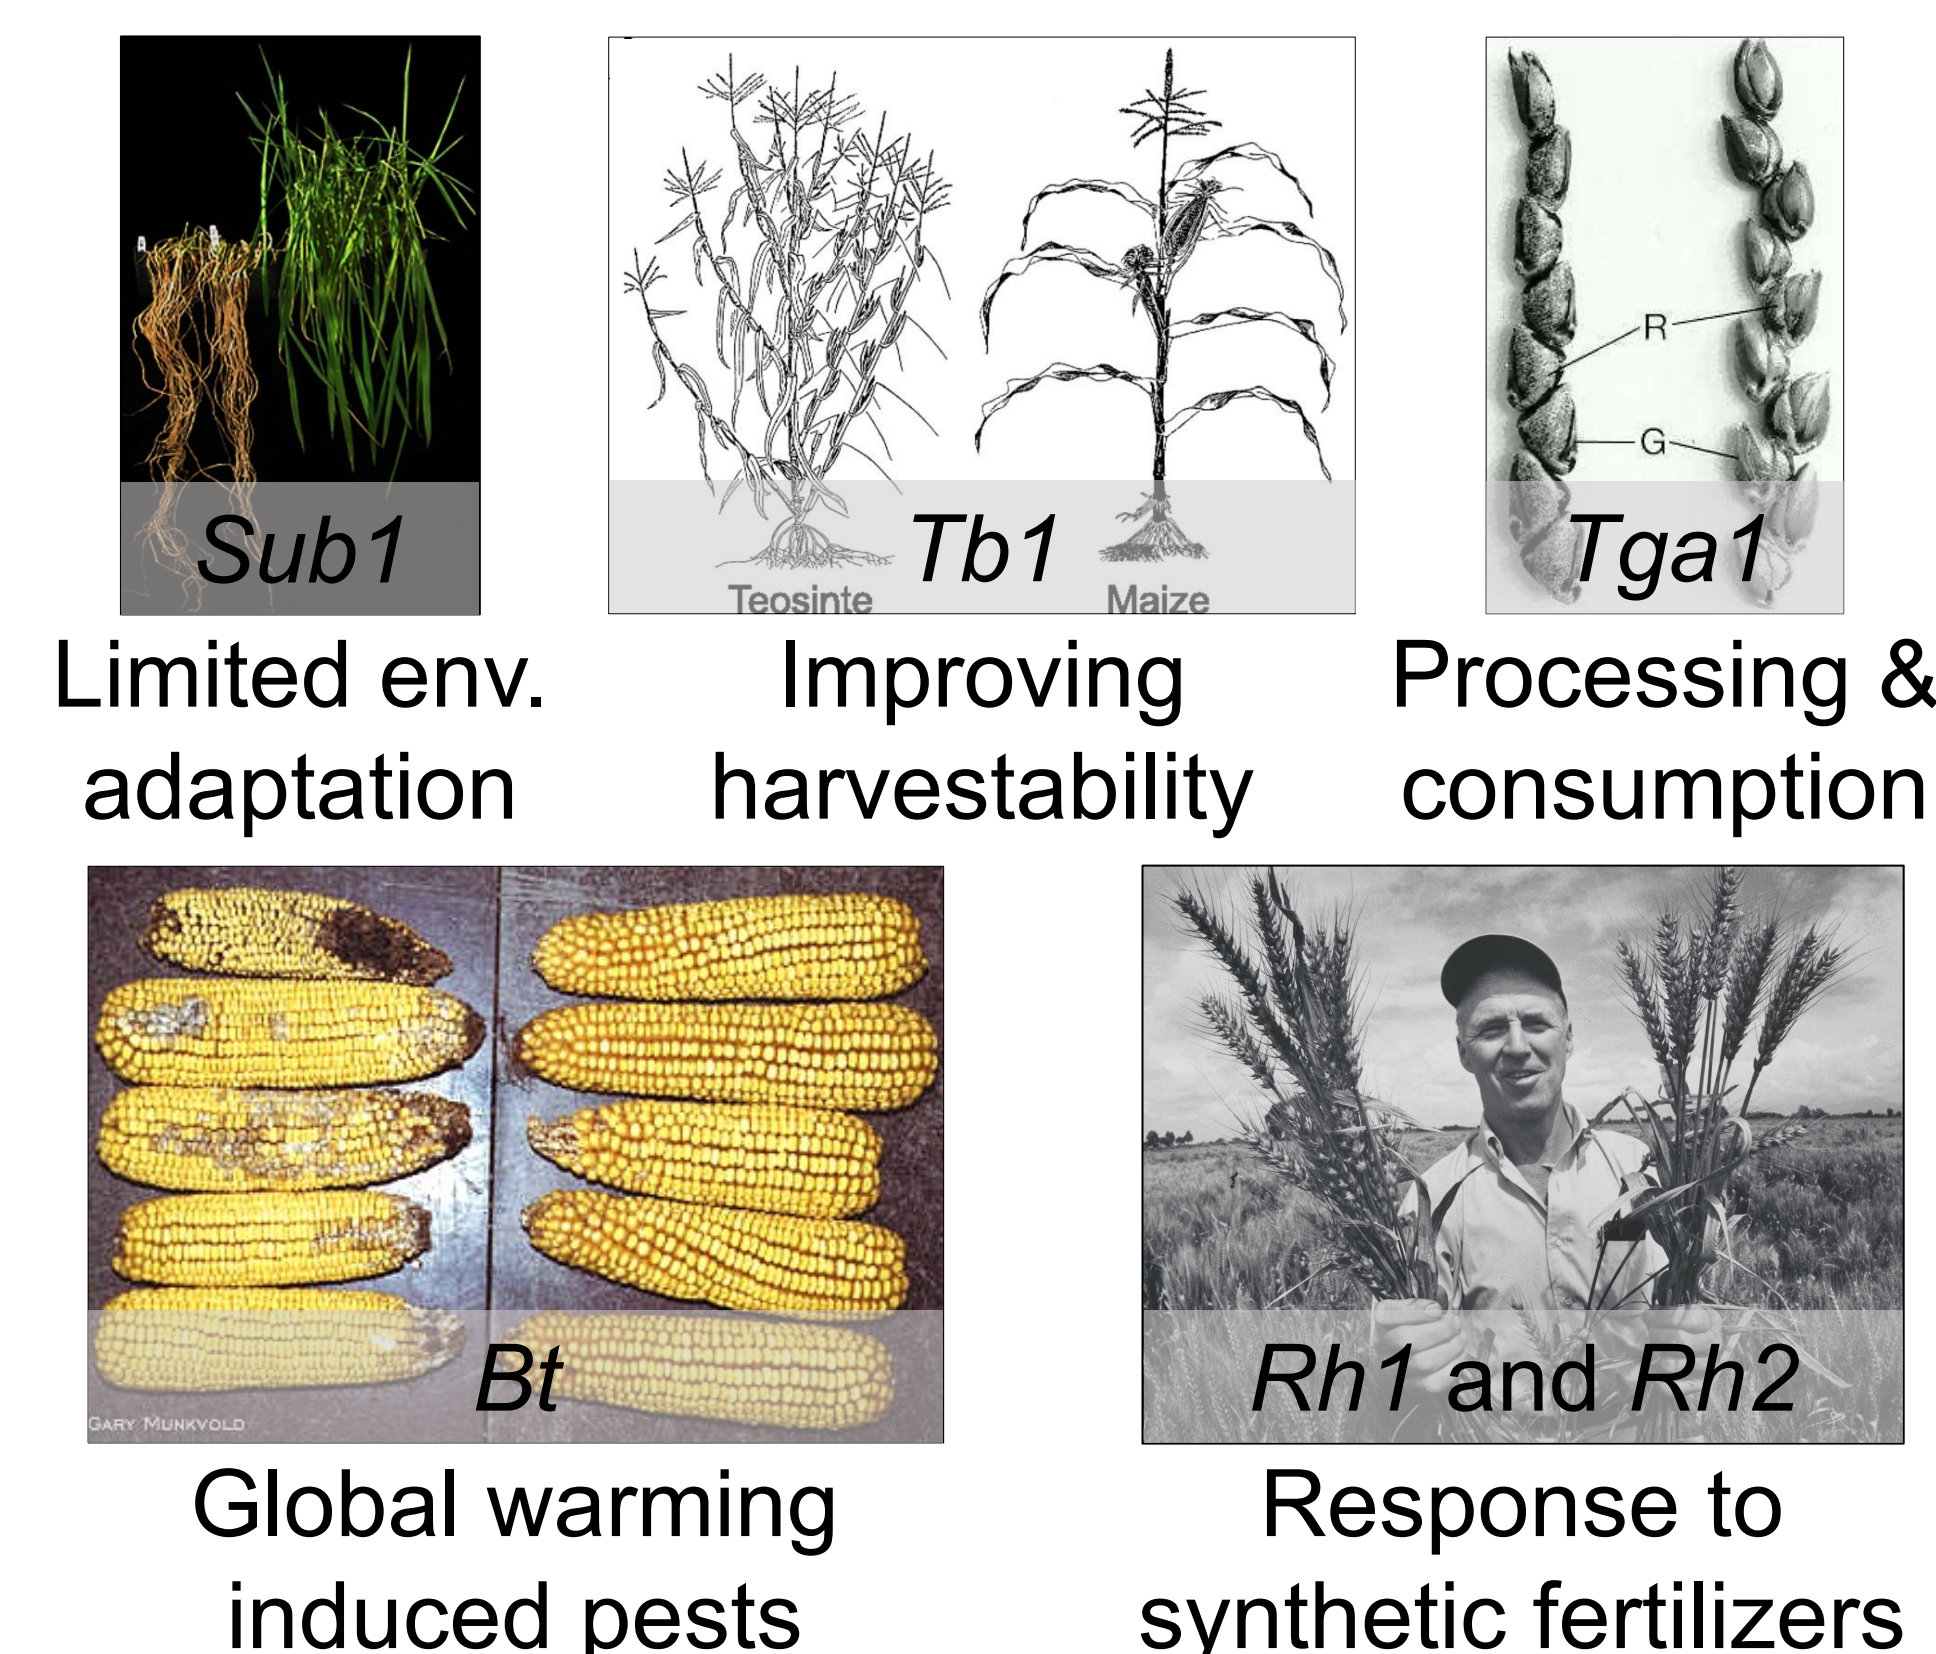 Sub1
Teosinte
Tb1
Maize
R
G
Tga1
Limited env.
adaptation
Improving
harvestability
Processing &
consumption
GARY MUNKVOLD
Bt
Rh1 and Rh2
Global warming
induced pests
Response to
synthetic fertilizers